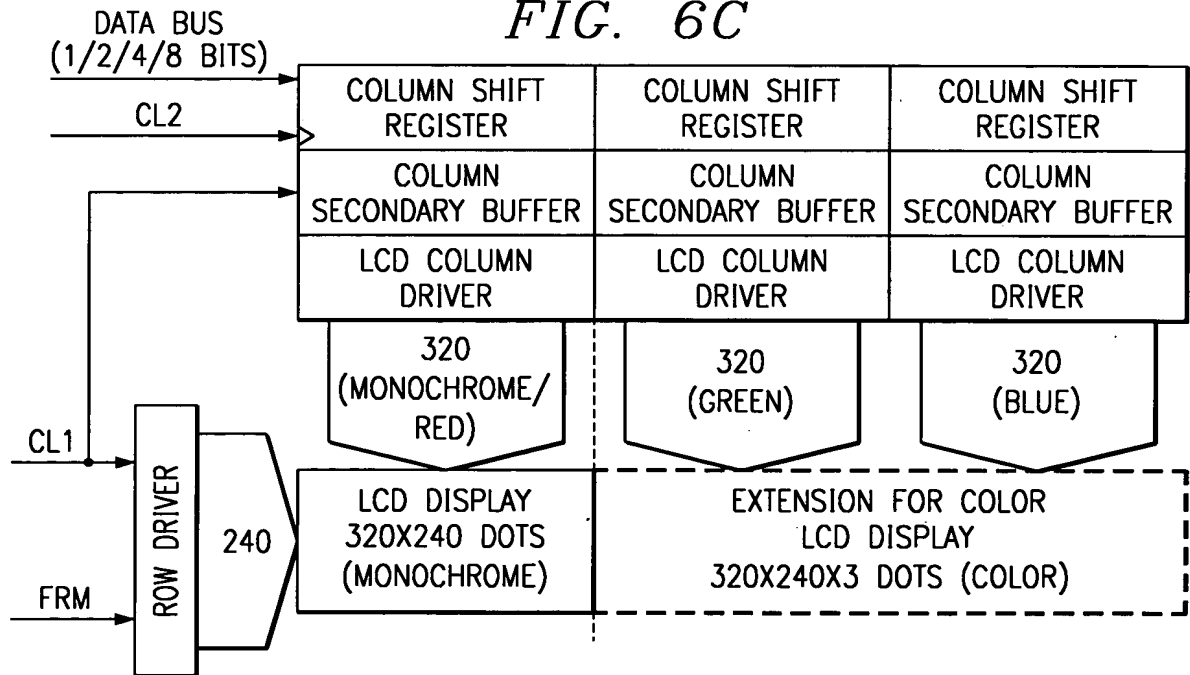 FIG. 6C
DATA BUS
(1/2/4/8 BITS)
CL2
COLUMN SHIFT
REGISTER
COLUMN SHIFT
REGISTER
COLUMN SHIFT
REGISTER
COLUMN
SECONDARY BUFFER
COLUMN
SECONDARY BUFFER
COLUMN
SECONDARY BUFFER
LCD COLUMN
DRIVER
LCD COLUMN
DRIVER
LCD COLUMN
DRIVER
320
(MONOCHROME/
RED)
320
(GREEN)
320
(BLUE)
CL1
FRM
ROW DRIVER
240
LCD DISPLAY
320X240 DOTS
(MONOCHROME)
EXTENSION FOR COLOR
LCD DISPLAY
320X240X3 DOTS (COLOR)